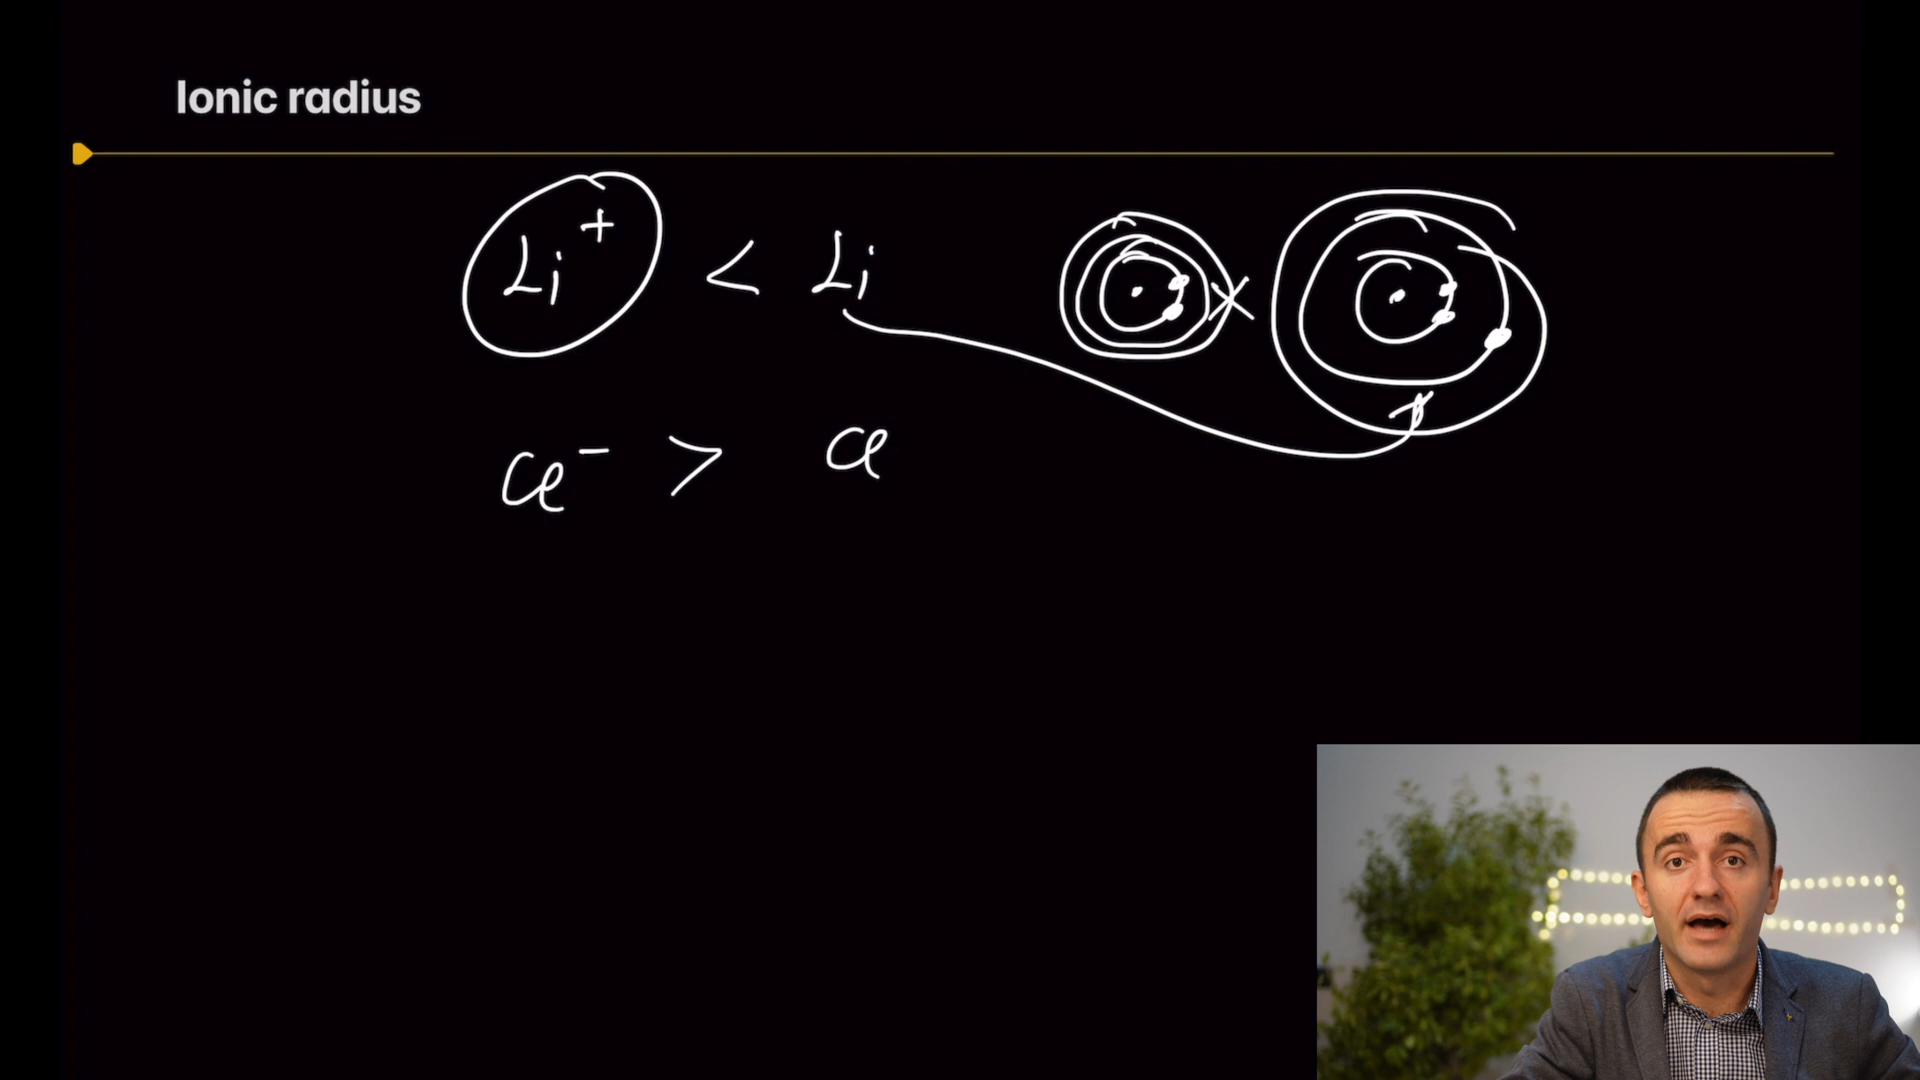 Ionic radius
Li⁺ < Li
Cl⁻ > Cl